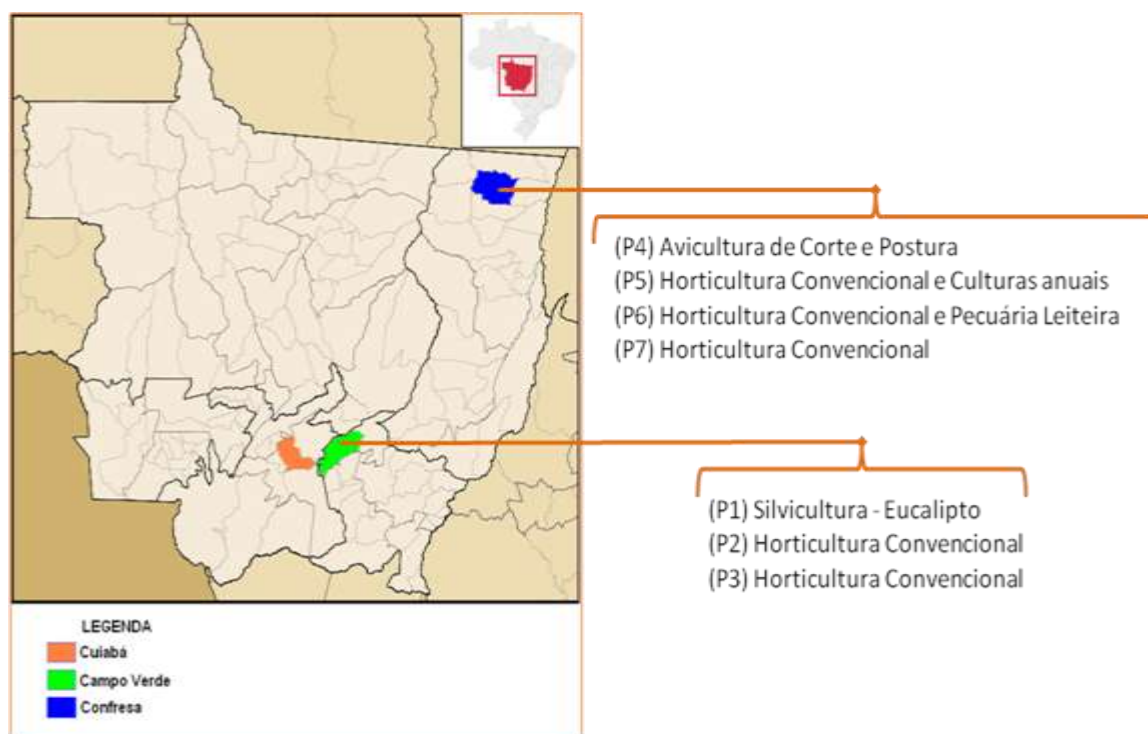 (P4) Avicultura de Corte e Postura
(P5) Horticultura Convencional e Culturas anuais
(P6) Horticultura Convencional e Pecuária Leiteira
(P7) Horticultura Convencional
(P1) Silvicultura - Eucalipto
(P2) Horticultura Convencional
(P3) Horticultura Convencional
LEGENDA
Cuiabá
Campo Verde
Confresa